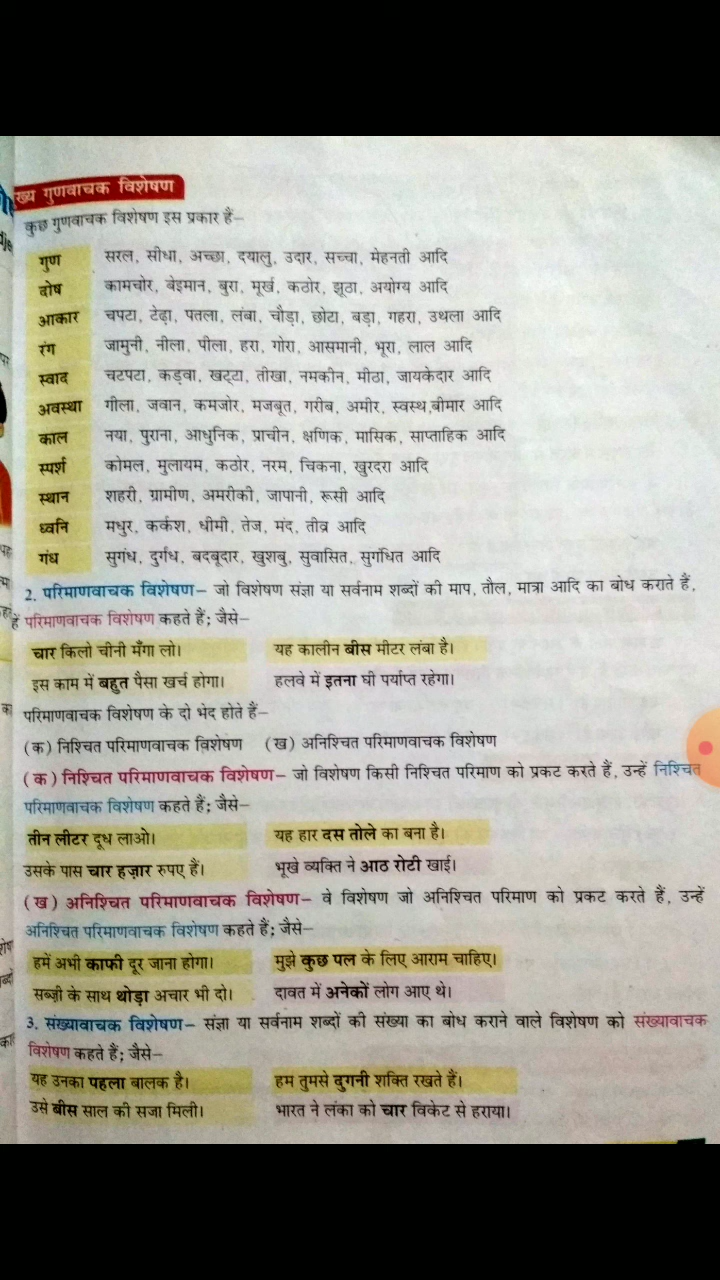 ख्य गुणवाचक विशेषण
कुछ गुणवाचक विशेषण इस प्रकार हैं–
गुण सरल, सीधा, अच्छा, दयालु, उदार, सच्चा, मेहनती आदि
दोष कामचोर, बेइमान, बुरा, मूर्ख, कठोर, झूठा, अयोग्य आदि
आकार चपटा, टेढ़ा, पतला, लंबा, चौड़ा, छोटा, बड़ा, गहरा, उथला आदि
रंग जामुनी, नीला, पीला, हरा, गोरा, आसमानी, भूरा, लाल आदि
स्वाद चटपटा, कड़वा, खट्टा, तीखा, नमकीन, मीठा, जायकेदार आदि
अवस्था गीला, जवान, कमजोर, मजबूत, गरीब, अमीर, स्वस्थ,बीमार आदि
काल नया, पुराना, आधुनिक, प्राचीन, क्षणिक, मासिक, साप्ताहिक आदि
स्पर्श कोमल, मुलायम, कठोर, नरम, चिकना, खुरदरा आदि
स्थान शहरी, ग्रामीण, अमरीकी, जापानी, रूसी आदि
ध्वनि मधुर, कर्कश, धीमी, तेज, मंद, तीव्र आदि
गंध सुगंध, दुर्गंध, बदबूदार, खुशबु, सुवासित, सुगंधित आदि
2. परिमाणवाचक विशेषण– जो विशेषण संज्ञा या सर्वनाम शब्दों की माप, तौल, मात्रा आदि का बोध कराते हैं,
हें परिमाणवाचक विशेषण कहते हैं; जैसे–
चार किलो चीनी मँगा लो। यह कालीन बीस मीटर लंबा है।
इस काम में बहुत पैसा खर्च होगा। हलवे में इतना घी पर्याप्त रहेगा।
परिमाणवाचक विशेषण के दो भेद होते हैं–
(क) निश्चित परिमाणवाचक विशेषण (ख) अनिश्चित परिमाणवाचक विशेषण
(क) निश्चित परिमाणवाचक विशेषण– जो विशेषण किसी निश्चित परिमाण को प्रकट करते हैं, उन्हें निश्चित
परिमाणवाचक विशेषण कहते हैं; जैसे–
तीन लीटर दूध लाओ। यह हार दस तोले का बना है।
उसके पास चार हज़ार रुपए हैं। भूखे व्यक्ति ने आठ रोटी खाई।
(ख) अनिश्चित परिमाणवाचक विशेषण– वे विशेषण जो अनिश्चित परिमाण को प्रकट करते हैं, उन्हें
अनिश्चित परिमाणवाचक विशेषण कहते हैं; जैसे–
हमें अभी काफी दूर जाना होगा। मुझे कुछ पल के लिए आराम चाहिए।
सब्ज़ी के साथ थोड़ा अचार भी दो। दावत में अनेकों लोग आए थे।
3. संख्यावाचक विशेषण– संज्ञा या सर्वनाम शब्दों की संख्या का बोध कराने वाले विशेषण को संख्यावाचक
विशेषण कहते हैं; जैसे–
यह उनका पहला बालक है। हम तुमसे दुगनी शक्ति रखते हैं।
उसे बीस साल की सजा मिली। भारत ने लंका को चार विकेट से हराया।